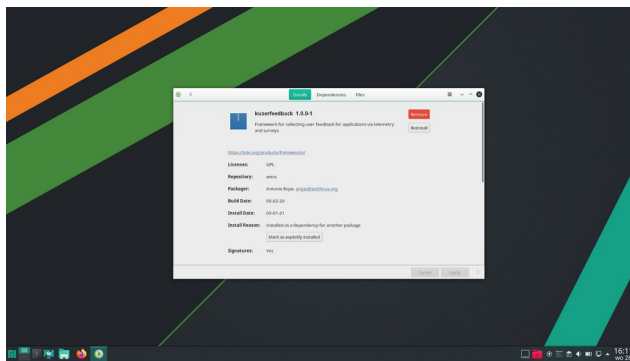 Details Dependencies Files
kuserfeedback 1.0.0-1
Remove
Framework for collecting user feedback for applications via telemetry
and surveys
Reinstall
https://kde.org/products/frameworks/
Licenses: GPL
Repository: extra
Packager: Antonio Rojas
Build Date: 05-02-20
Install Date: 03-01-21
Install Reason: Installed as a dependency for another package
Mark as explicitly installed
Signatures: Yes
Cancel Apply